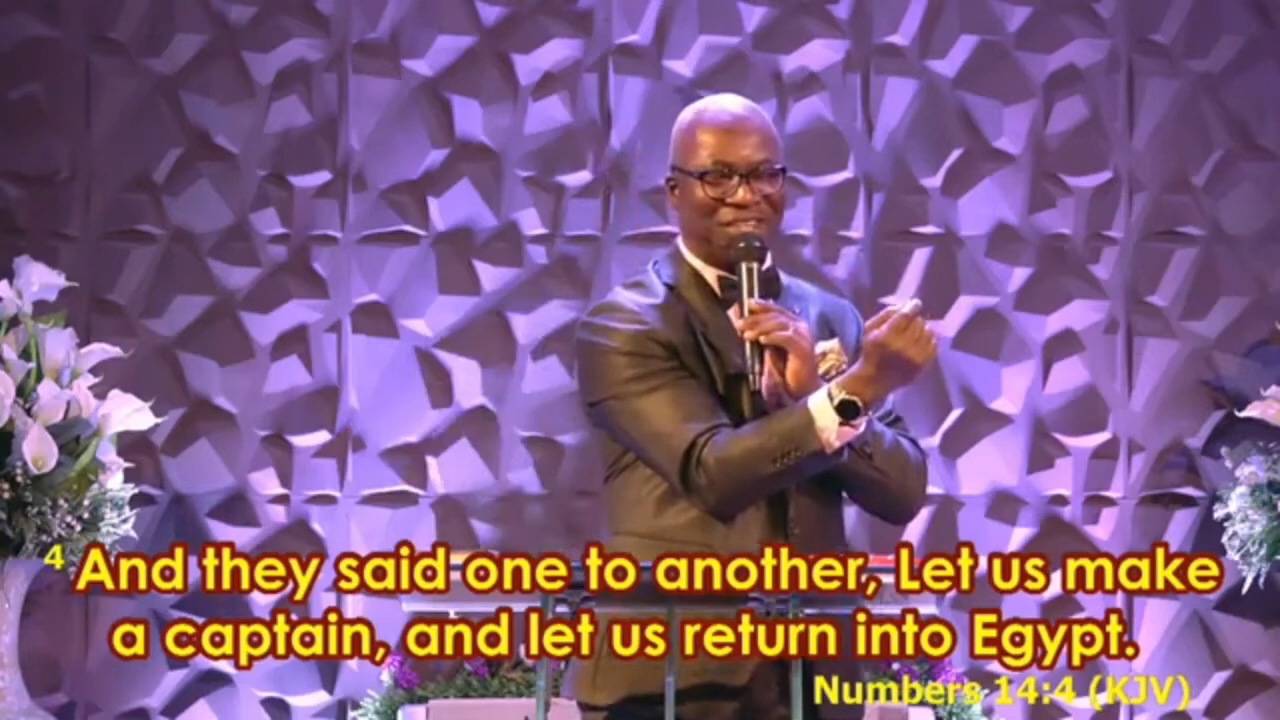 4 And they said one to another, Let us make
a captain, and let us return into Egypt.
Numbers 14:4 (KJV)